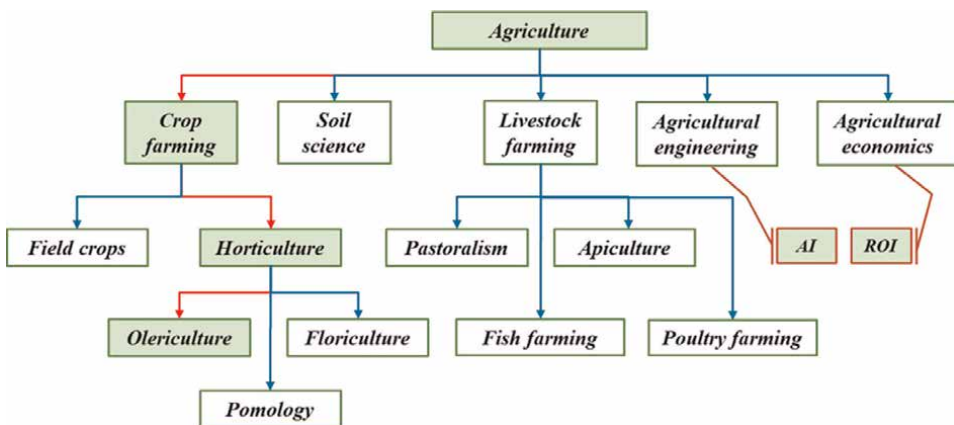 Agriculture
Crop
farming
Soil
science
Livestock
farming
Agricultural
engineering
Agricultural
economics
Field crops
Horticulture
Pastoralism
Apiculture
AI
ROI
Olericulture
Floriculture
Fish farming
Poultry farming
Pomology